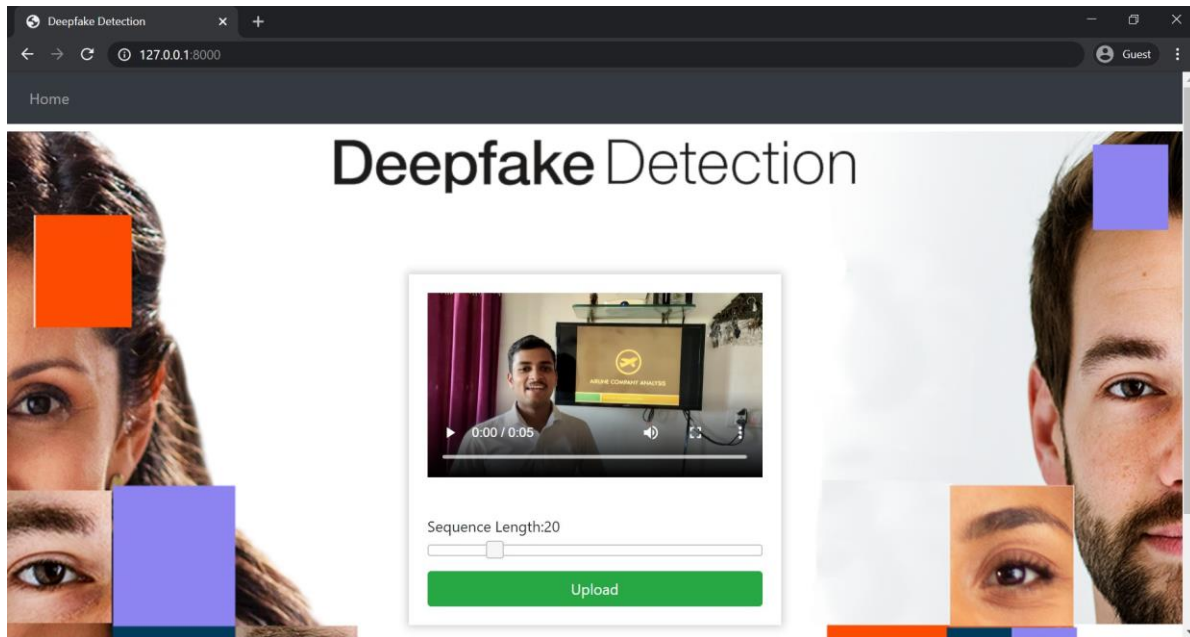 Deepfake Detection
127.0.0.1:8000
Guest
Home
Deepfake Detection
AIRLINE COMPANY ANALYSIS
0:00 / 0:05
Sequence Length:20
Upload